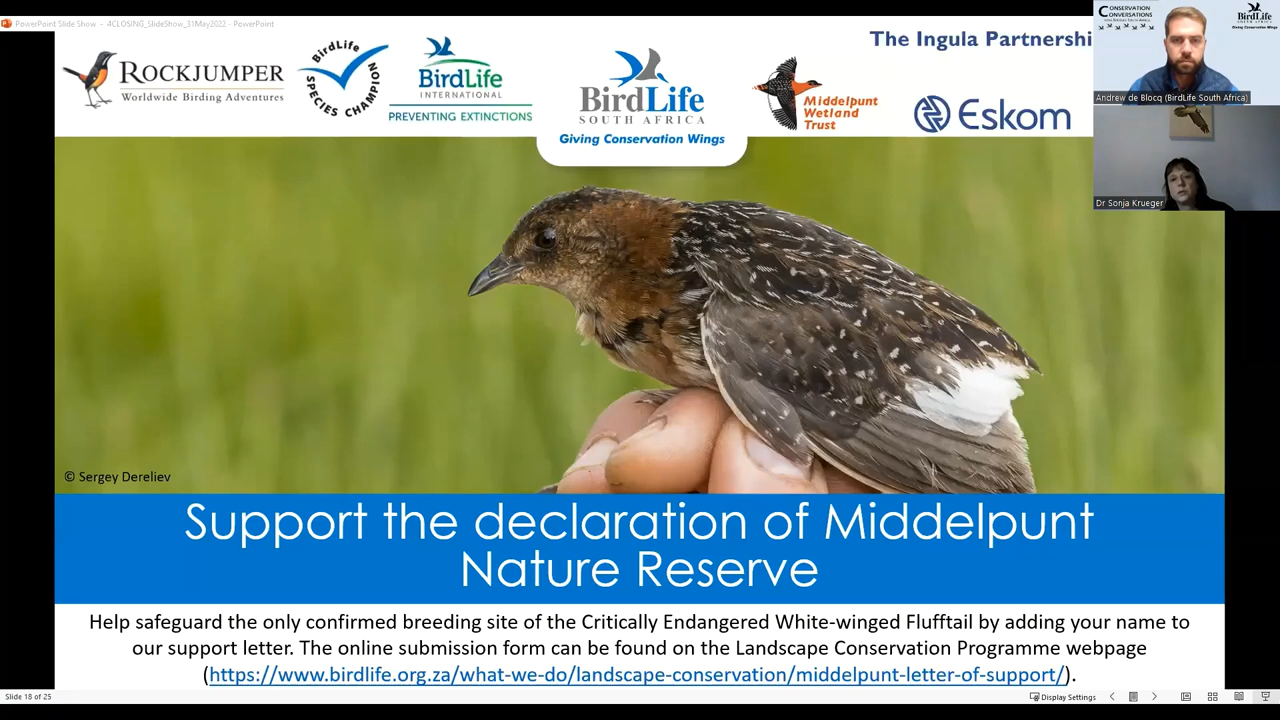 PowerPoint Slide Show - 4CLOSING_SlideShow_31May2022 - PowerPoint
ROCKJUMPER
Worldwide Birding Adventures
BirdLife
SPECIES CHAMPION
BirdLife
INTERNATIONAL
PREVENTING EXTINCTIONS
BirdLife
SOUTH AFRICA
Giving Conservation Wings
Middelpunt
Wetland
Trust
The Ingula Partnershi
Eskom
CONSERVATION
CONVERSATIONS
BirdLife
Giving Conservation Wings
Andrew de Blocq (BirdLife South Africa)
Dr Sonja Krueger
© Sergey Dereliev
Support the declaration of Middelpunt
Nature Reserve
Help safeguard the only confirmed breeding site of the Critically Endangered White-winged Flufftail by adding your name to
our support letter. The online submission form can be found on the Landscape Conservation Programme webpage
(https://www.birdlife.org.za/what-we-do/landscape-conservation/middelpunt-letter-of-support/).
Slide 18 of 25
Display Settings